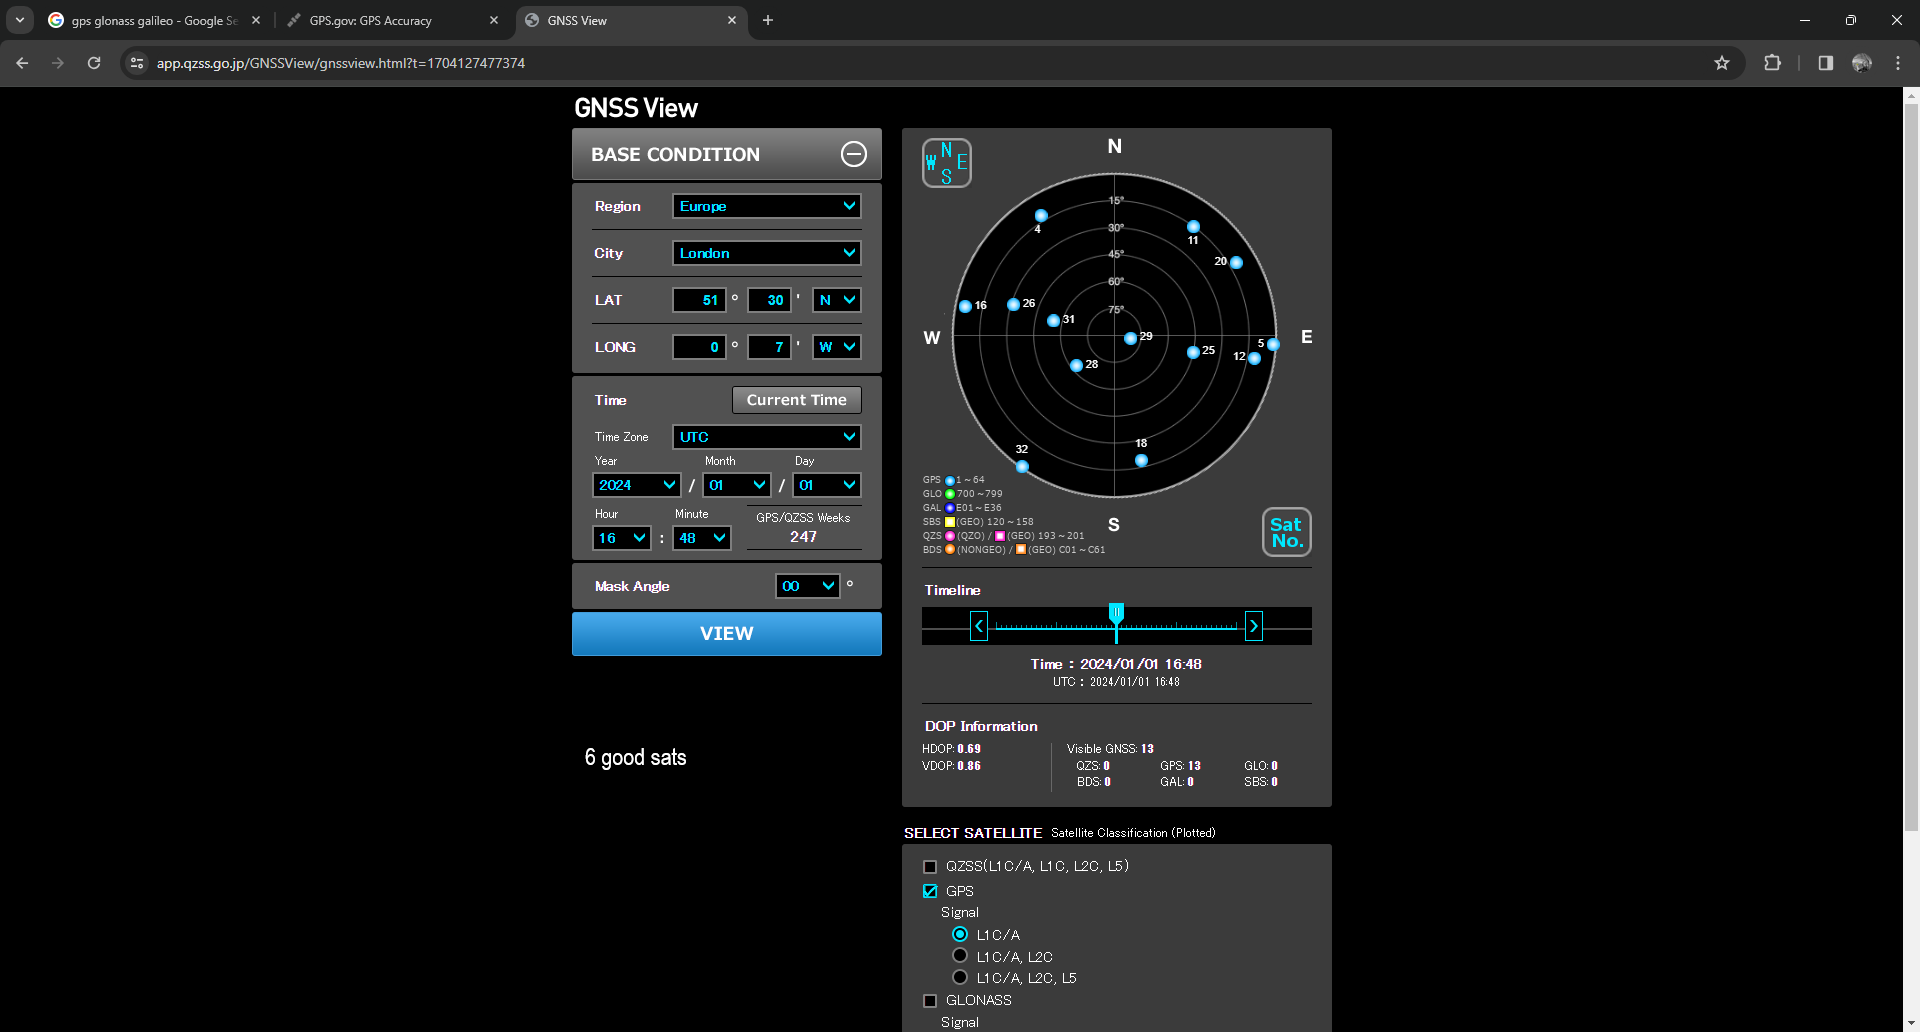 gps glonass galileo - Google Se
GPS.gov: GPS Accuracy
GNSS View
app.qzss.go.jp/GNSSView/gnssview.html?t=1704127477374
GNSS View
BASE CONDITION
Region Europe
City London
LAT 51 ° 30 ' N
LONG 0 ° 7 ' W
Time Current Time
Time Zone UTC
Year Month Day
2024 / 01 / 01
Hour Minute GPS/QZSS Weeks
16 : 48 247
Mask Angle 00 °
VIEW
6 good sats
N
W E
S
N
15°
4
30°
11
45°
20
60°
16
26
75°
31
29
W
E
5
25
12
28
18
32
S
GPS 1 ~ 64
GLO 700 ~ 799
GAL E01 ~ E36
SBS (GEO) 120 ~ 158
QZS (QZO) / (GEO) 193 ~ 201
BDS (NONGEO) / (GEO) C01 ~ C61
Sat
No.
Timeline
Time : 2024/01/01 16:48
UTC : 2024/01/01 16:48
DOP Information
HDOP: 0.69 Visible GNSS: 13
VDOP: 0.86 QZS: 0 GPS: 13 GLO: 0
BDS: 0 GAL: 0 SBS: 0
SELECT SATELLITE Satellite Classification (Plotted)
QZSS(L1C/A, L1C, L2C, L5)
GPS
Signal
L1C/A
L1C/A, L2C
L1C/A, L2C, L5
GLONASS
Signal